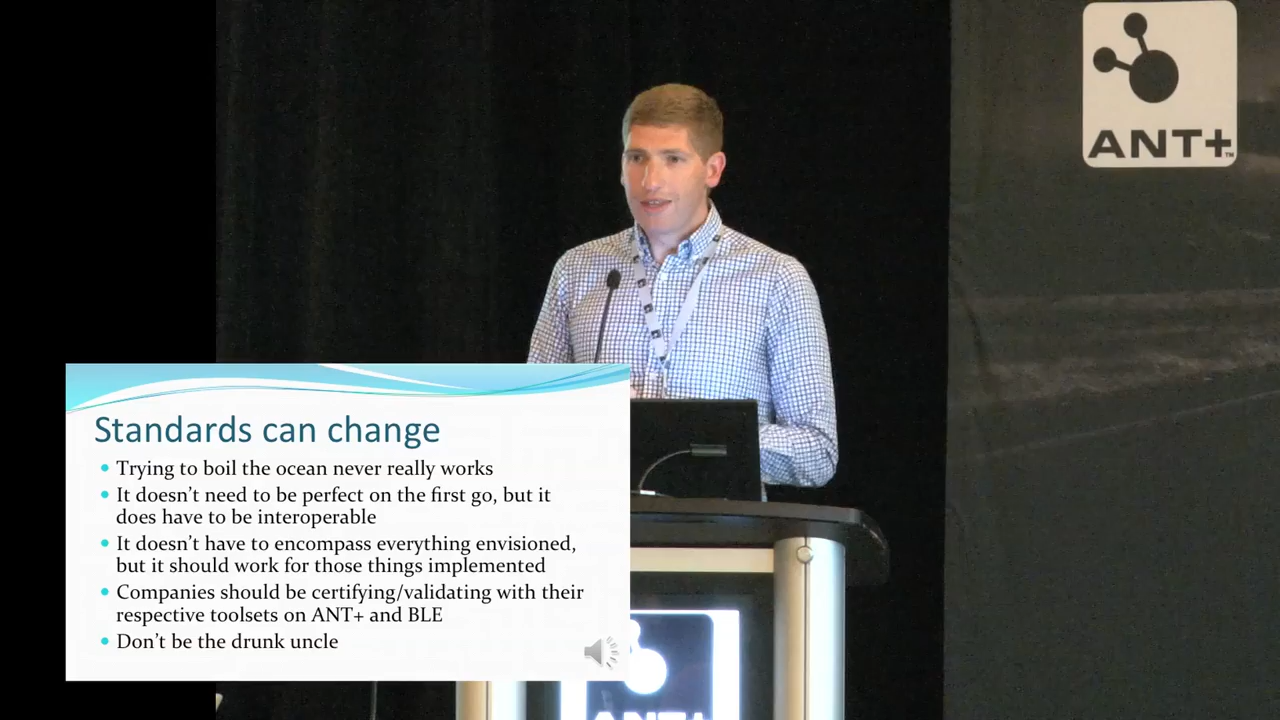 ANT+™
Standards can change
• Trying to boil the ocean never really works
• It doesn't need to be perfect on the first go, but it
does have to be interoperable
• It doesn't have to encompass everything envisioned,
but it should work for those things implemented
• Companies should be certifying/validating with their
respective toolsets on ANT+ and BLE
• Don't be the drunk uncle
ANT+